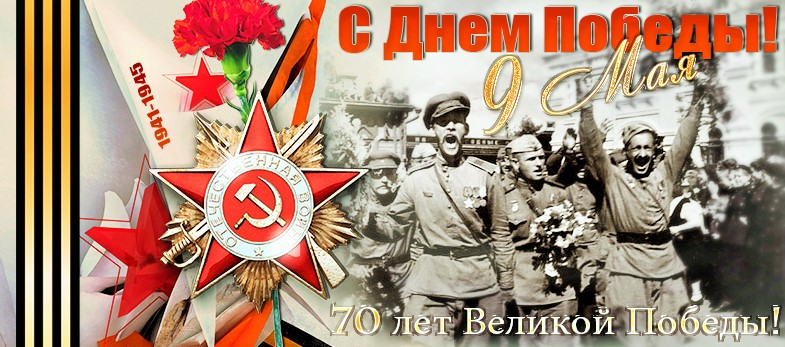 С Днем Победы!
9 Мая
1941-1945
ОТЕЧЕСТВЕННАЯ ВОЙНА
70 лет Великой Победы!